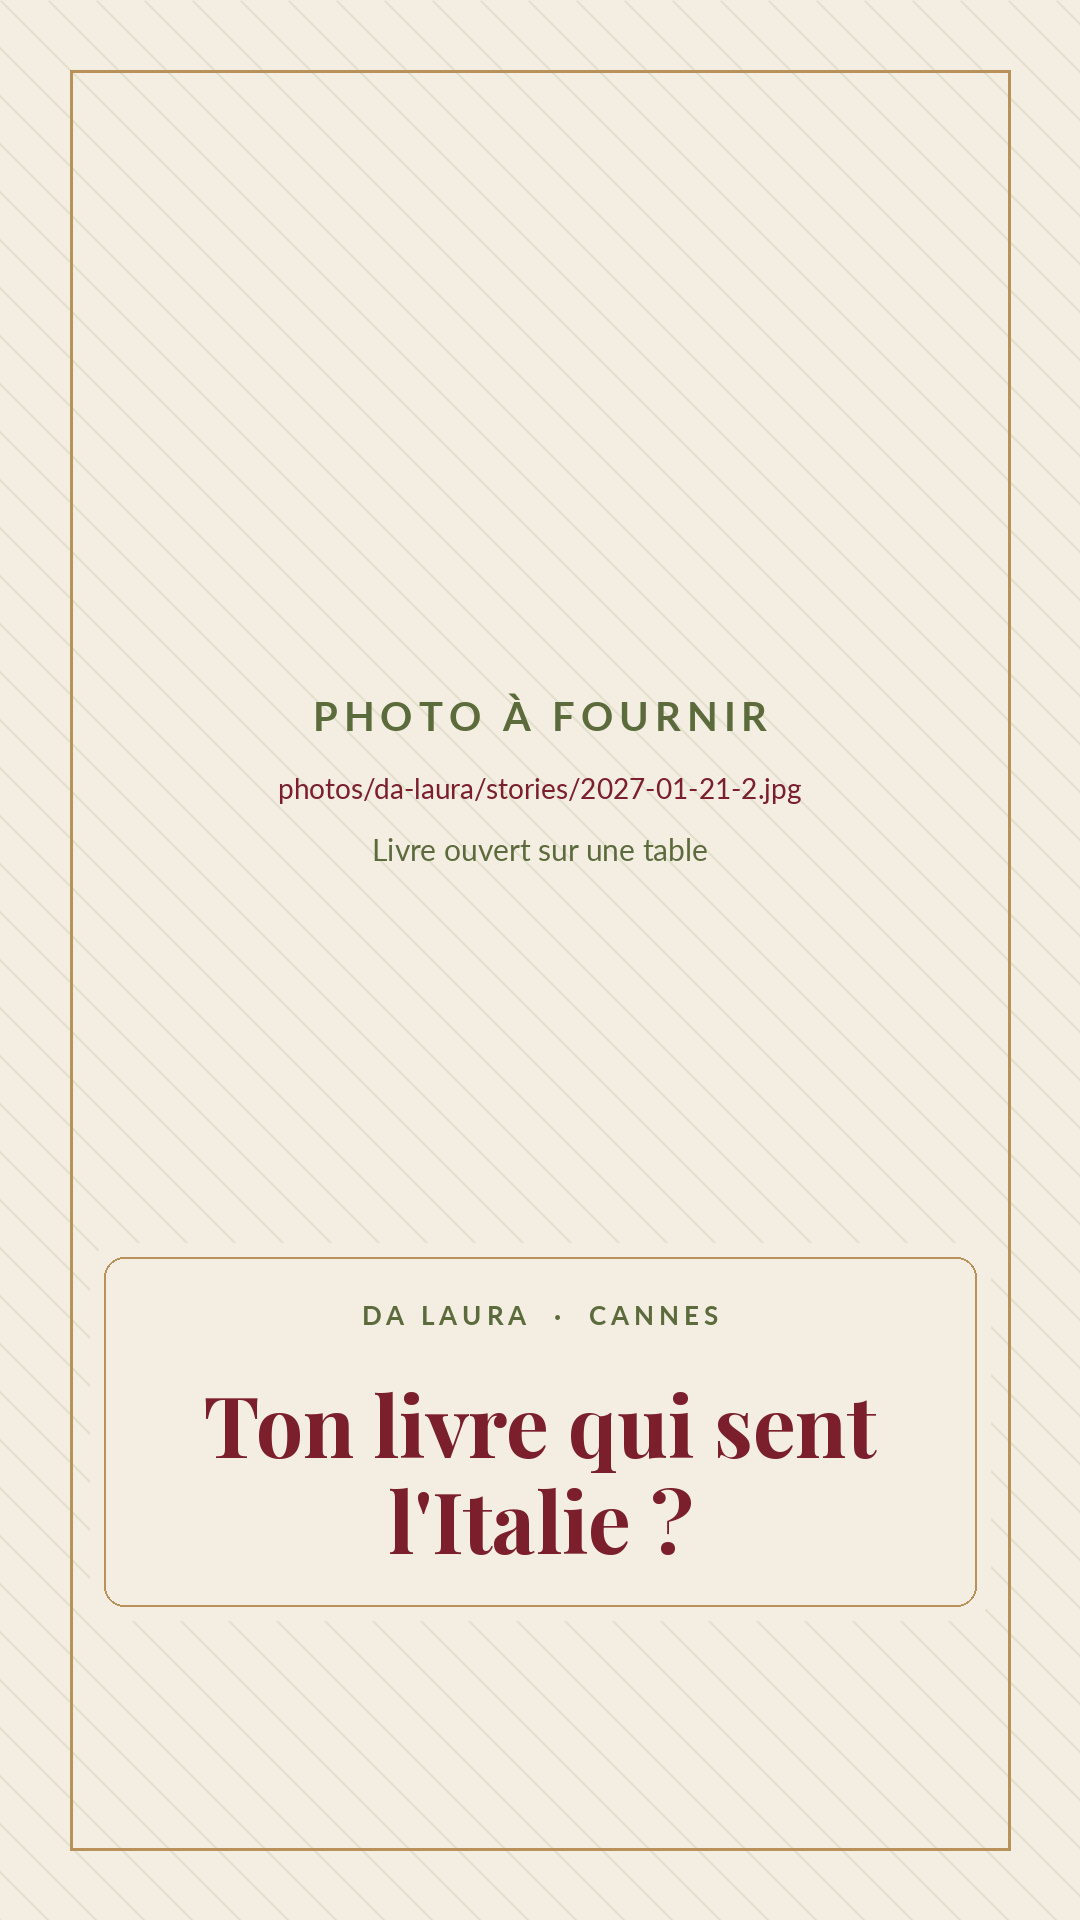 PHOTO À FOURNIR
photos/da-laura/stories/2027-01-21-2.jpg
Livre ouvert sur une table
DA LAURA · CANNES
Ton livre qui sent
l'Italie ?